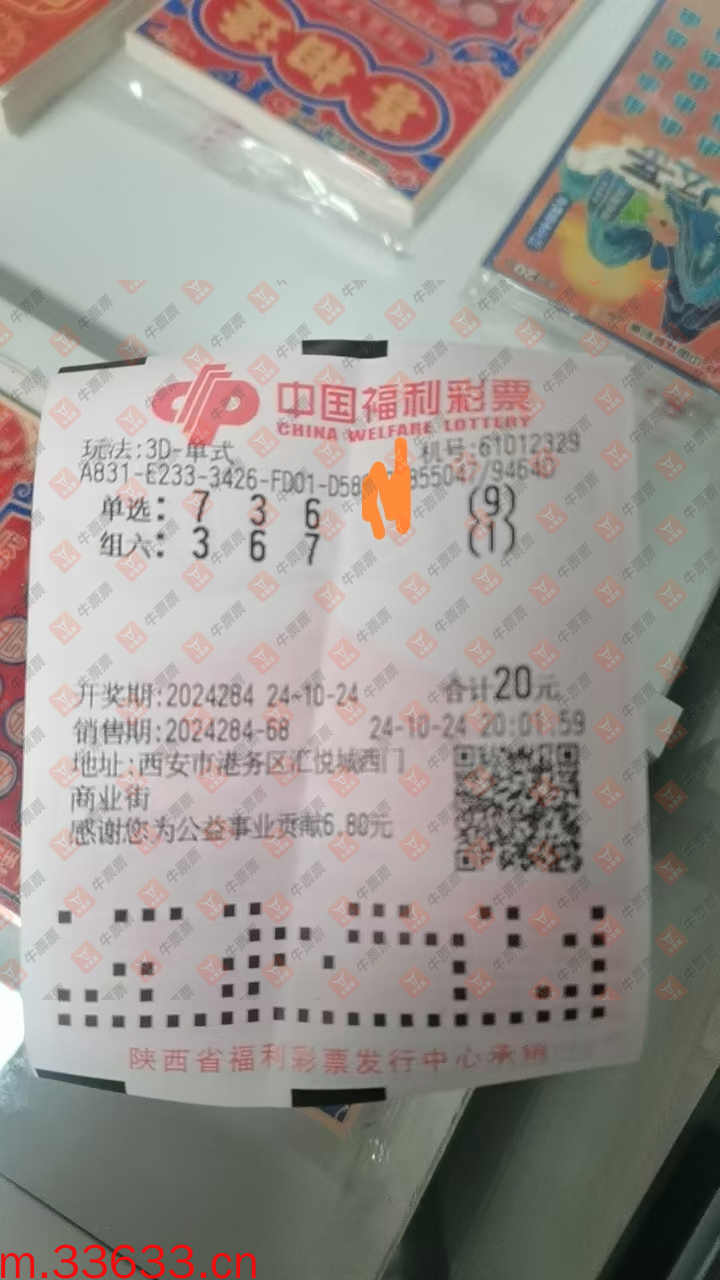 中国福利彩票
CHINA WELFARE LOTTERY
玩法:3D-单式 机号:61012329
A831-E233-3426-FD01-D58 855047/9464D
单选: 7 3 6 (9)
组六: 3 6 7 (1)
开奖期:2024284 24-10-24 合计20元
销售期:2024284-68 24-10-24 20:01:59
地址:西安市港务区汇悦城西门
商业街
感谢您为公益事业贡献6.80元
陕西省福利彩票发行中心承销
牛票票
m.33633.cn